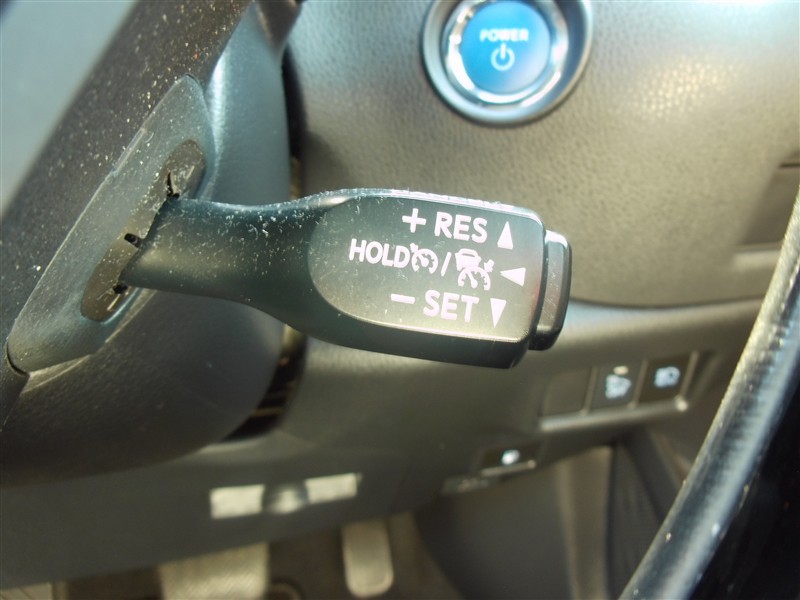 POWER
+ RES
HOLD /
- SET